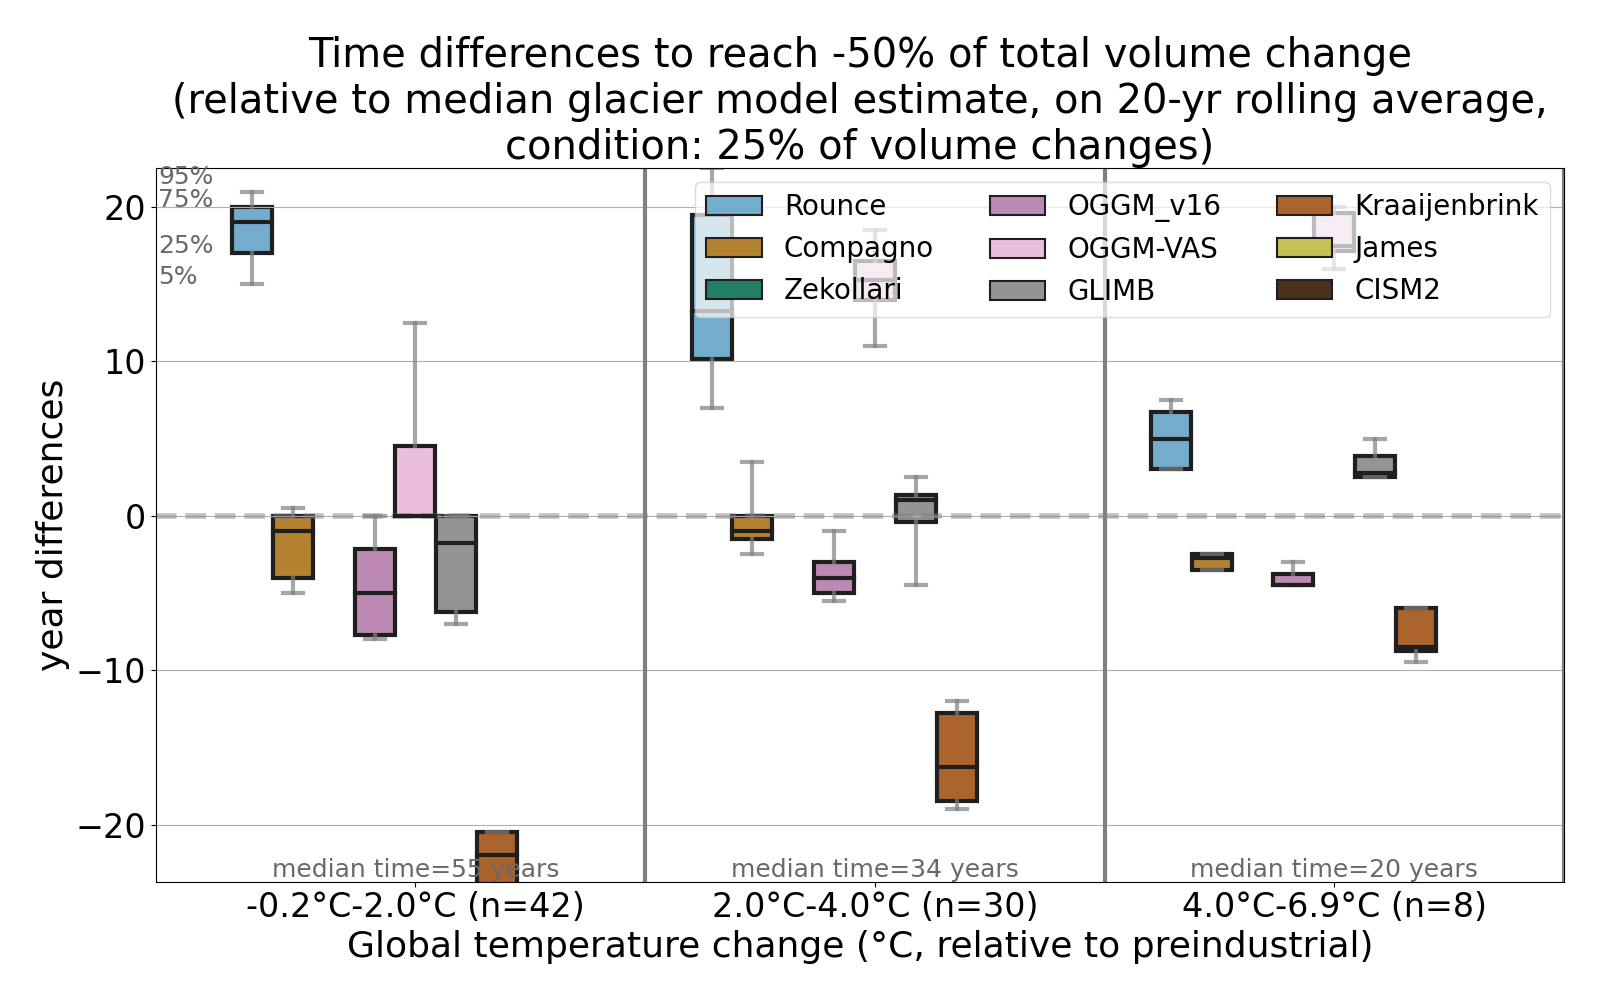 Time differences to reach -50% of total volume change
(relative to median glacier model estimate, on 20-yr rolling average,
condition: 25% of volume changes)
95%
75%
25%
5%
Rounce
Compagno
Zekollari
OGGM_v16
OGGM-VAS
GLIMB
Kraaijenbrink
James
CISM2
20
10
0
−10
−20
year differences
median time=55 years
median time=34 years
median time=20 years
-0.2°C-2.0°C (n=42)
2.0°C-4.0°C (n=30)
4.0°C-6.9°C (n=8)
Global temperature change (°C, relative to preindustrial)